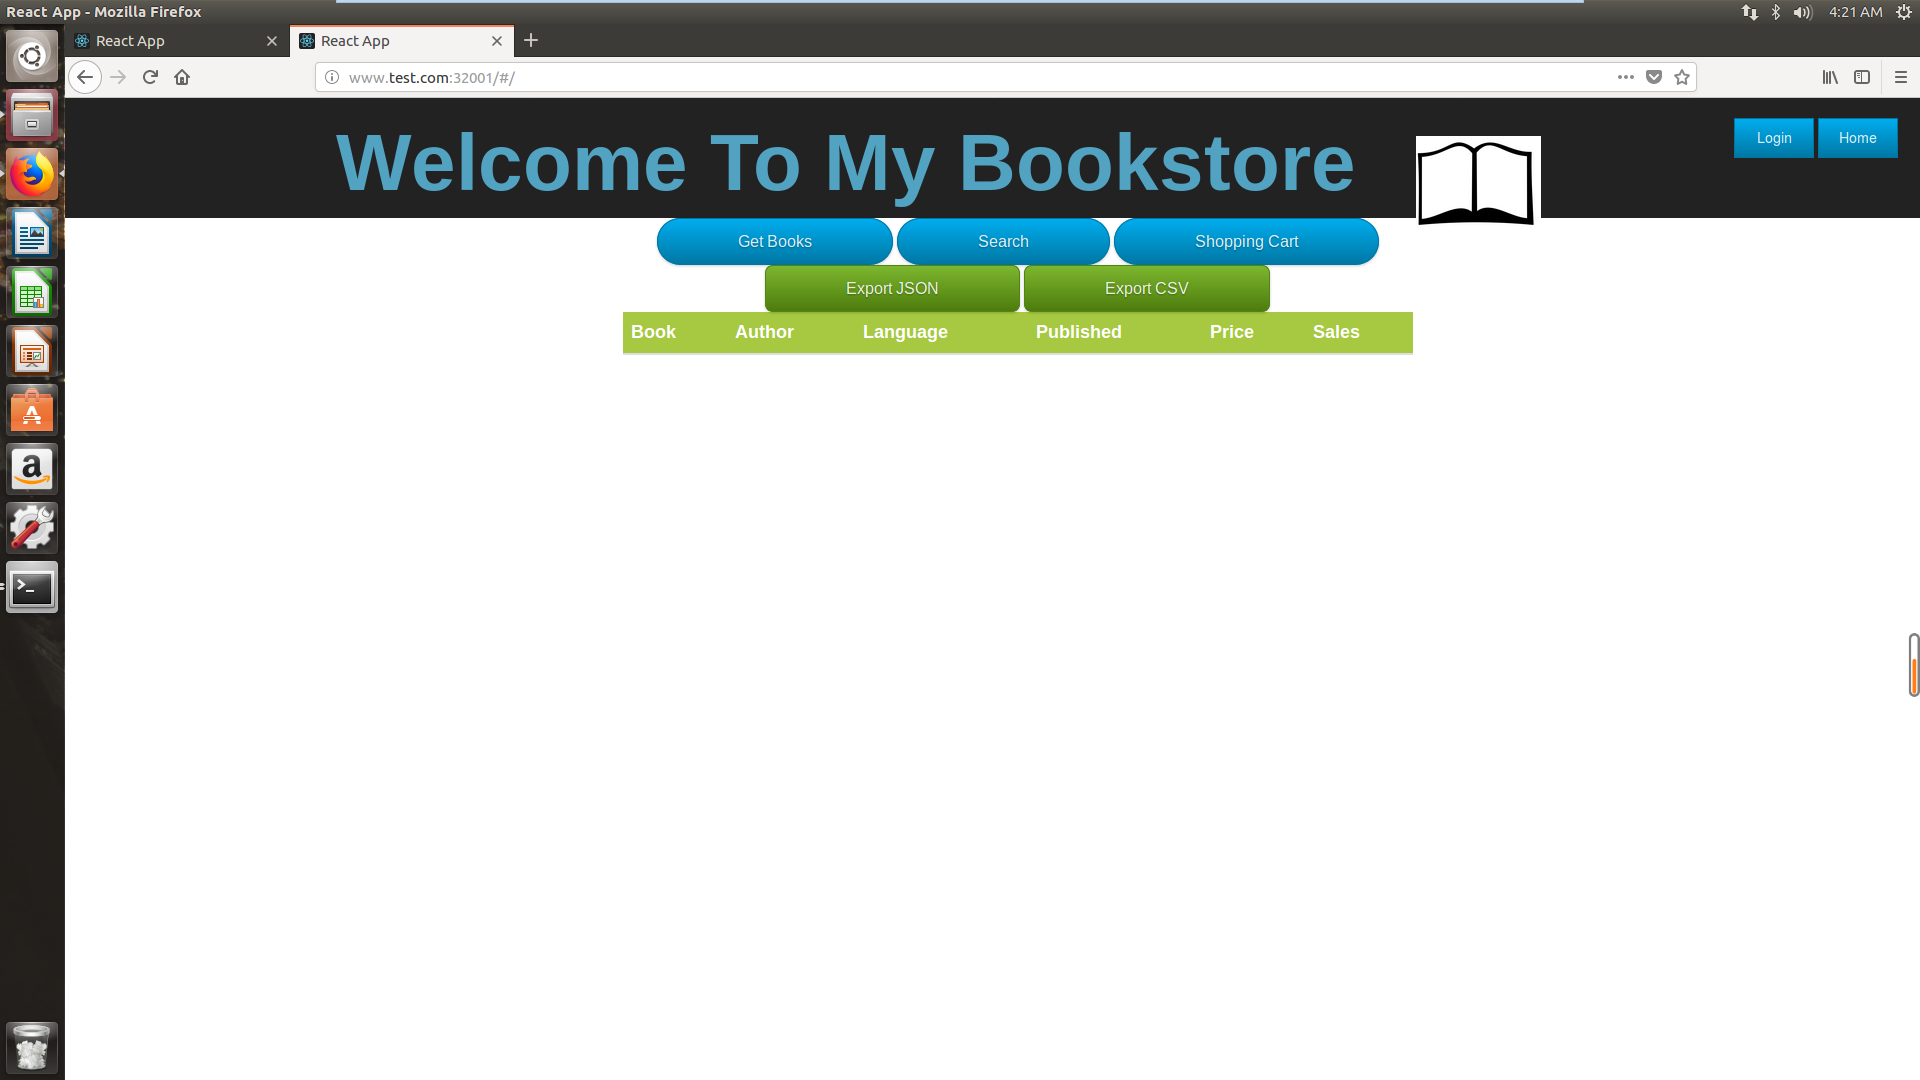 React App - Mozilla Firefox
4:21 AM
React App
React App
www.test.com:32001/#/
Welcome To My Bookstore
Login
Home
Get Books
Search
Shopping Cart
Export JSON
Export CSV
Book Author Language Published Price Sales